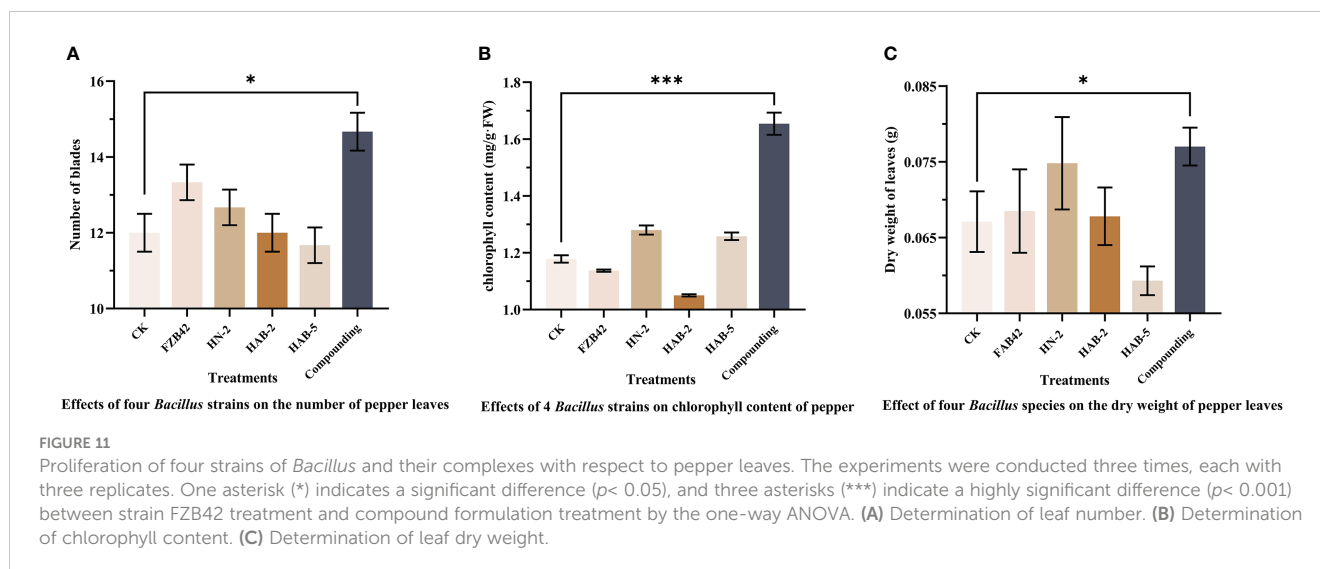 A
*
16
14
12
10
Number of blades
CK
FZB42
HN-2
HAB-2
HAB-5
Compounding
Treatments
Effects of four Bacillus strains on the number of pepper leaves
B
***
1.8
1.6
1.4
1.2
1.0
chlorophyll content (mg/g·FW)
CK
FZB42
HN-2
HAB-2
HAB-5
Compounding
Treatments
Effects of 4 Bacillus strains on chlorophyll content of pepper
C
*
0.085
0.075
0.065
0.055
Dry weight of leaves (g)
CK
FAB42
HN-2
HAB-2
HAB-5
Compounding
Treatments
Effect of four Bacillus species on the dry weight of pepper leaves
FIGURE 11
Proliferation of four strains of Bacillus and their complexes with respect to pepper leaves. The experiments were conducted three times, each with
three replicates. One asterisk (*) indicates a significant difference (p< 0.05), and three asterisks (***) indicate a highly significant difference (p< 0.001)
between strain FZB42 treatment and compound formulation treatment by the one-way ANOVA. (A) Determination of leaf number. (B) Determination
of chlorophyll content. (C) Determination of leaf dry weight.